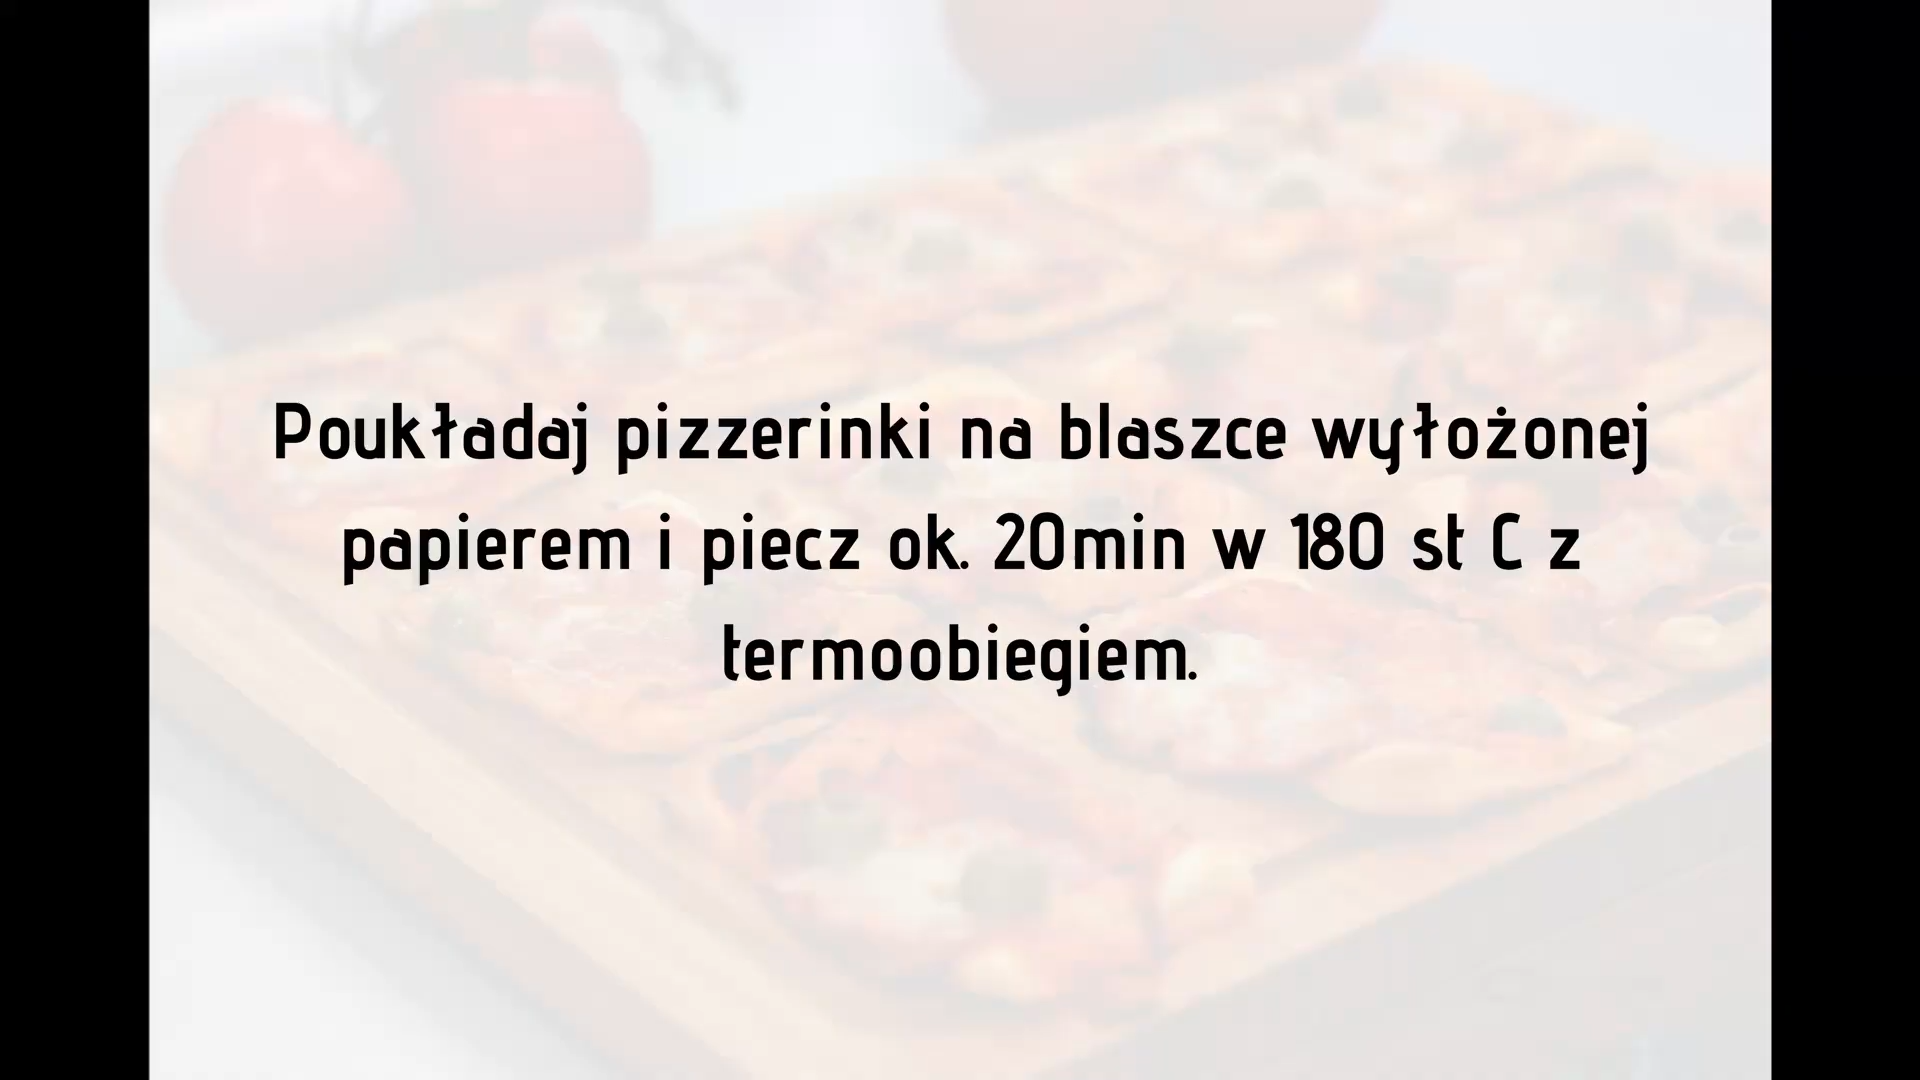 Poukładaj pizzerinki na blaszce wyłożonej
papierem i piecz ok. 20min w 180 st C z
termoobiegiem.